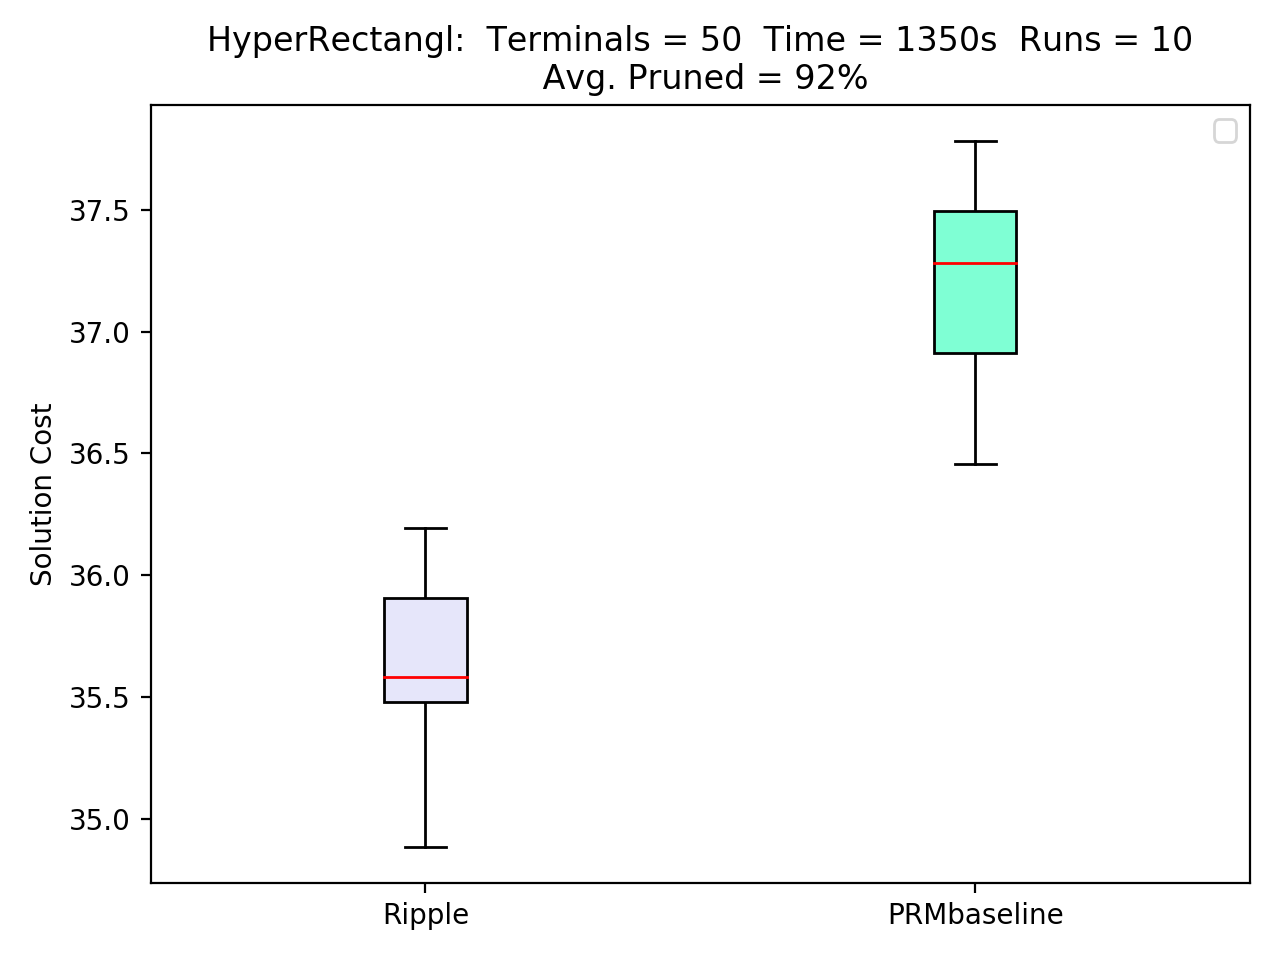 HyperRectangl:  Terminals = 50  Time = 1350s  Runs = 10
Avg. Pruned = 92%
Solution Cost
37.5
37.0
36.5
36.0
35.5
35.0
Ripple
PRMbaseline